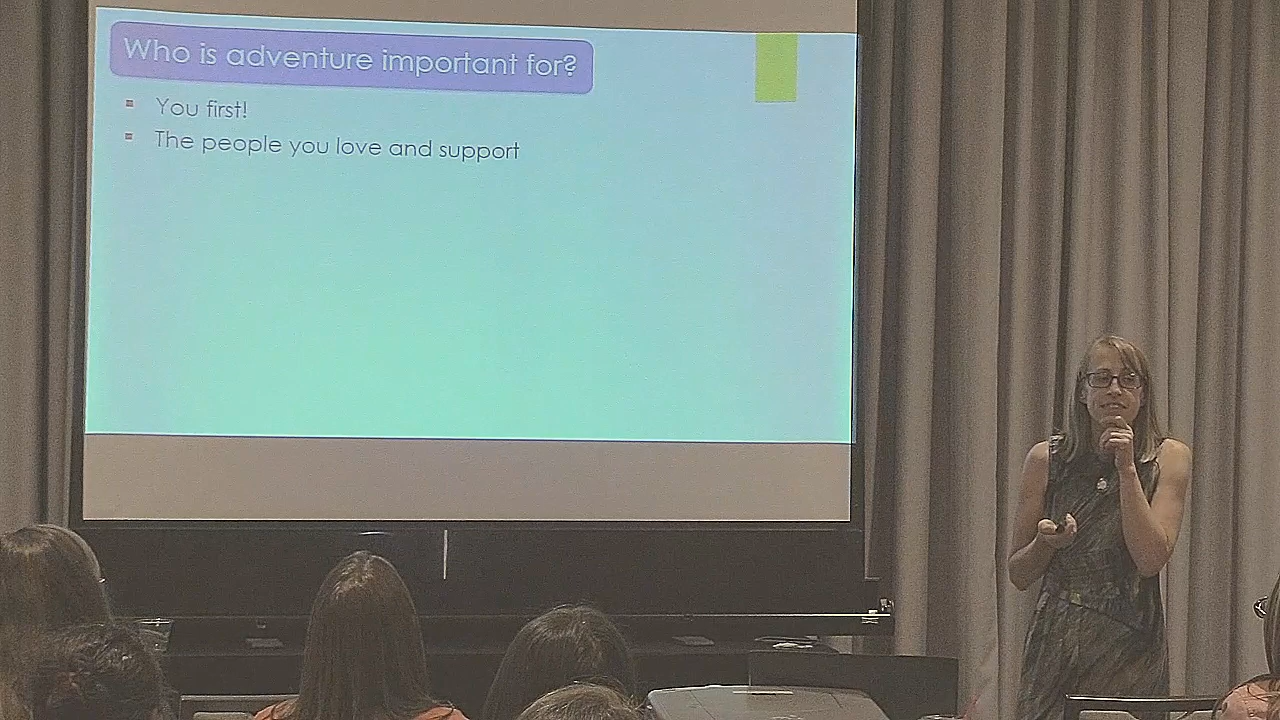 Who is adventure important for?
You first!
The people you love and support